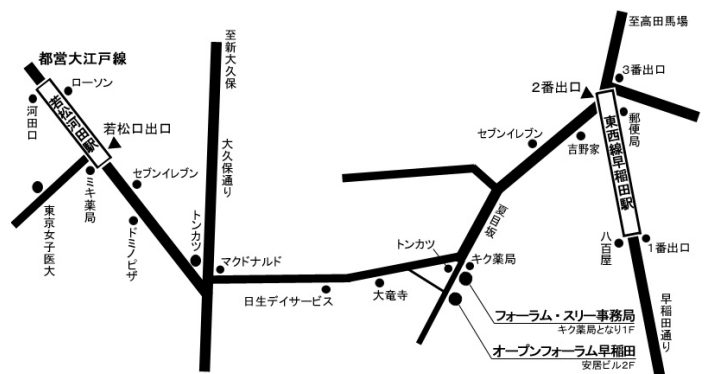 都営大江戸線
ローソン
河田口
若松河田駅
若松口出口
ミキ薬局
セブンイレブン
東京女子医大
ドミノピザ
トンカツ
至新大久保
大久保通り
マクドナルド
日生デイサービス
大竜寺
トンカツ
キク薬局
夏目坂
セブンイレブン
吉野家
2番出口
至高田馬場
3番出口
郵便局
東西線早稲田駅
八百屋
1番出口
早稲田通り
フォーラム・スリー事務局
キク薬局となり1F
オープンフォーラム早稲田
安居ビル2F